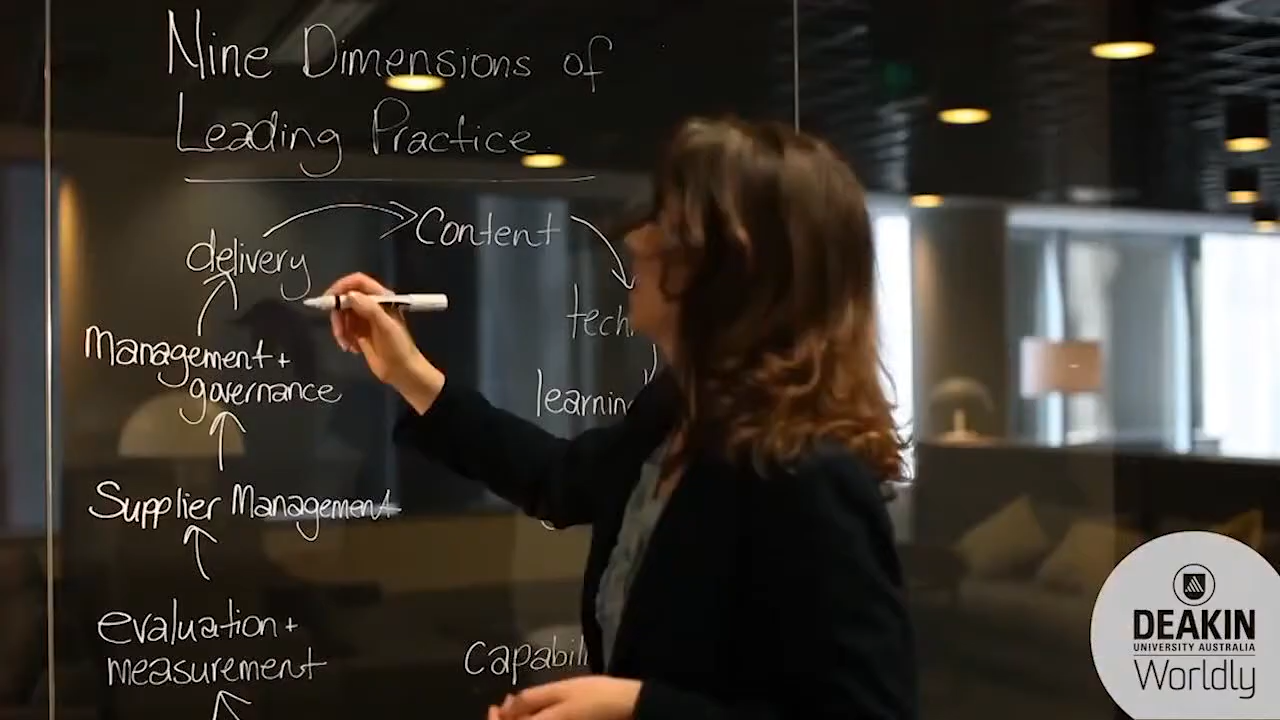 Nine Dimensions of
Leading Practice
delivery
Content
Management +
governance
Supplier Management
evaluation +
measurement
DEAKIN
UNIVERSITY AUSTRALIA
Worldly